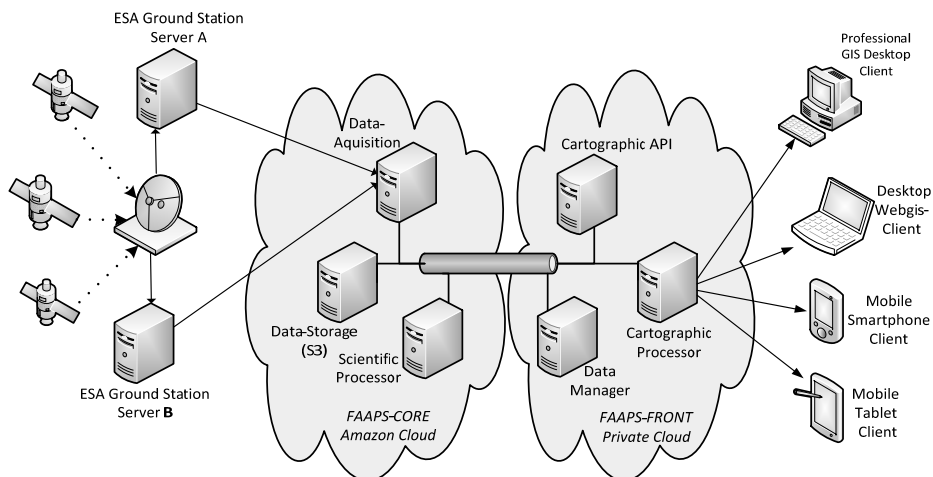 ESA Ground Station
Server A
Data-
Aquisition
Data-Storage
(S3)
Scientific
Processor
ESA Ground Station
Server B
FAAPS-CORE
Amazon Cloud
Cartographic API
Cartographic
Processor
Data
Manager
FAAPS-FRONT
Private Cloud
Professional
GIS Desktop
Client
Desktop
Webgis-
Client
Mobile
Smartphone
Client
Mobile
Tablet
Client